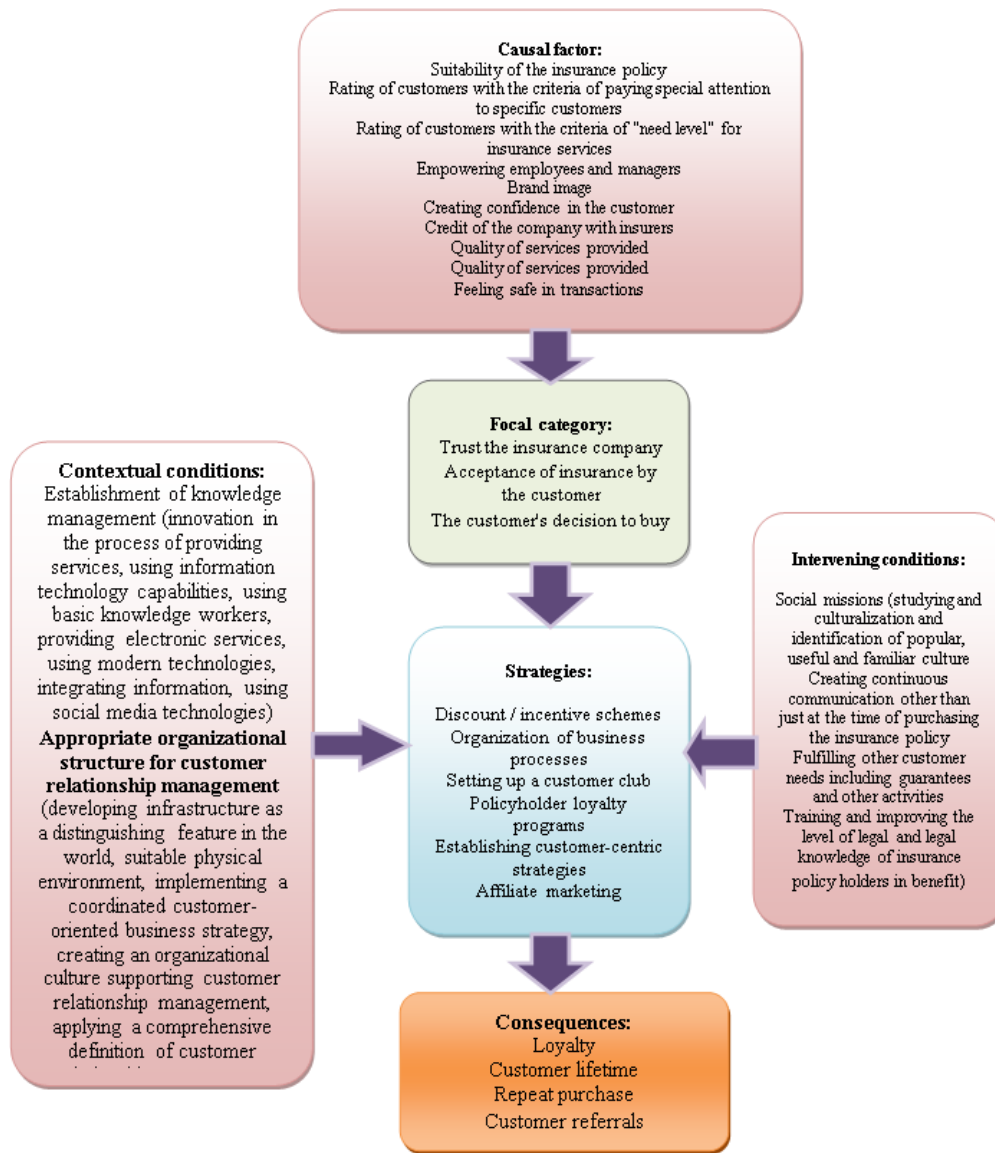 Causal factor:
Suitability of the insurance policy
Rating of customers with the criteria of paying special attention
to specific customers
Rating of customers with the criteria of "need level" for
insurance services
Empowering employees and managers
Brand image
Creating confidence in the customer
Credit of the company with insurers
Quality of services provided
Quality of services provided
Feeling safe in transactions
Focal category:
Trust the insurance company
Acceptance of insurance by
the customer
The customer's decision to buy
Contextual conditions:
Establishment of knowledge
management (innovation in
the process of providing
services, using information
technology capabilities, using
basic knowledge workers,
providing electronic services,
using modern technologies,
integrating information, using
social media technologies)
Appropriate organizational
structure for customer
relationship management
(developing infrastructure as
a distinguishing feature in the
world, suitable physical
environment, implementing a
coordinated customer-
oriented business strategy,
creating an organizational
culture supporting customer
relationship management,
applying a comprehensive
definition of customer
Intervening conditions:
Social missions (studying and
culturalization and
identification of popular,
useful and familiar culture
Creating continuous
communication other than
just at the time of purchasing
the insurance policy
Fulfilling other customer
needs including guarantees
and other activities
Training and improving the
level of legal and legal
knowledge of insurance
policy holders in benefit)
Strategies:
Discount / incentive schemes
Organization of business
processes
Setting up a customer club
Policyholder loyalty
programs
Establishing customer-centric
strategies
Affiliate marketing
Consequences:
Loyalty
Customer lifetime
Repeat purchase
Customer referrals